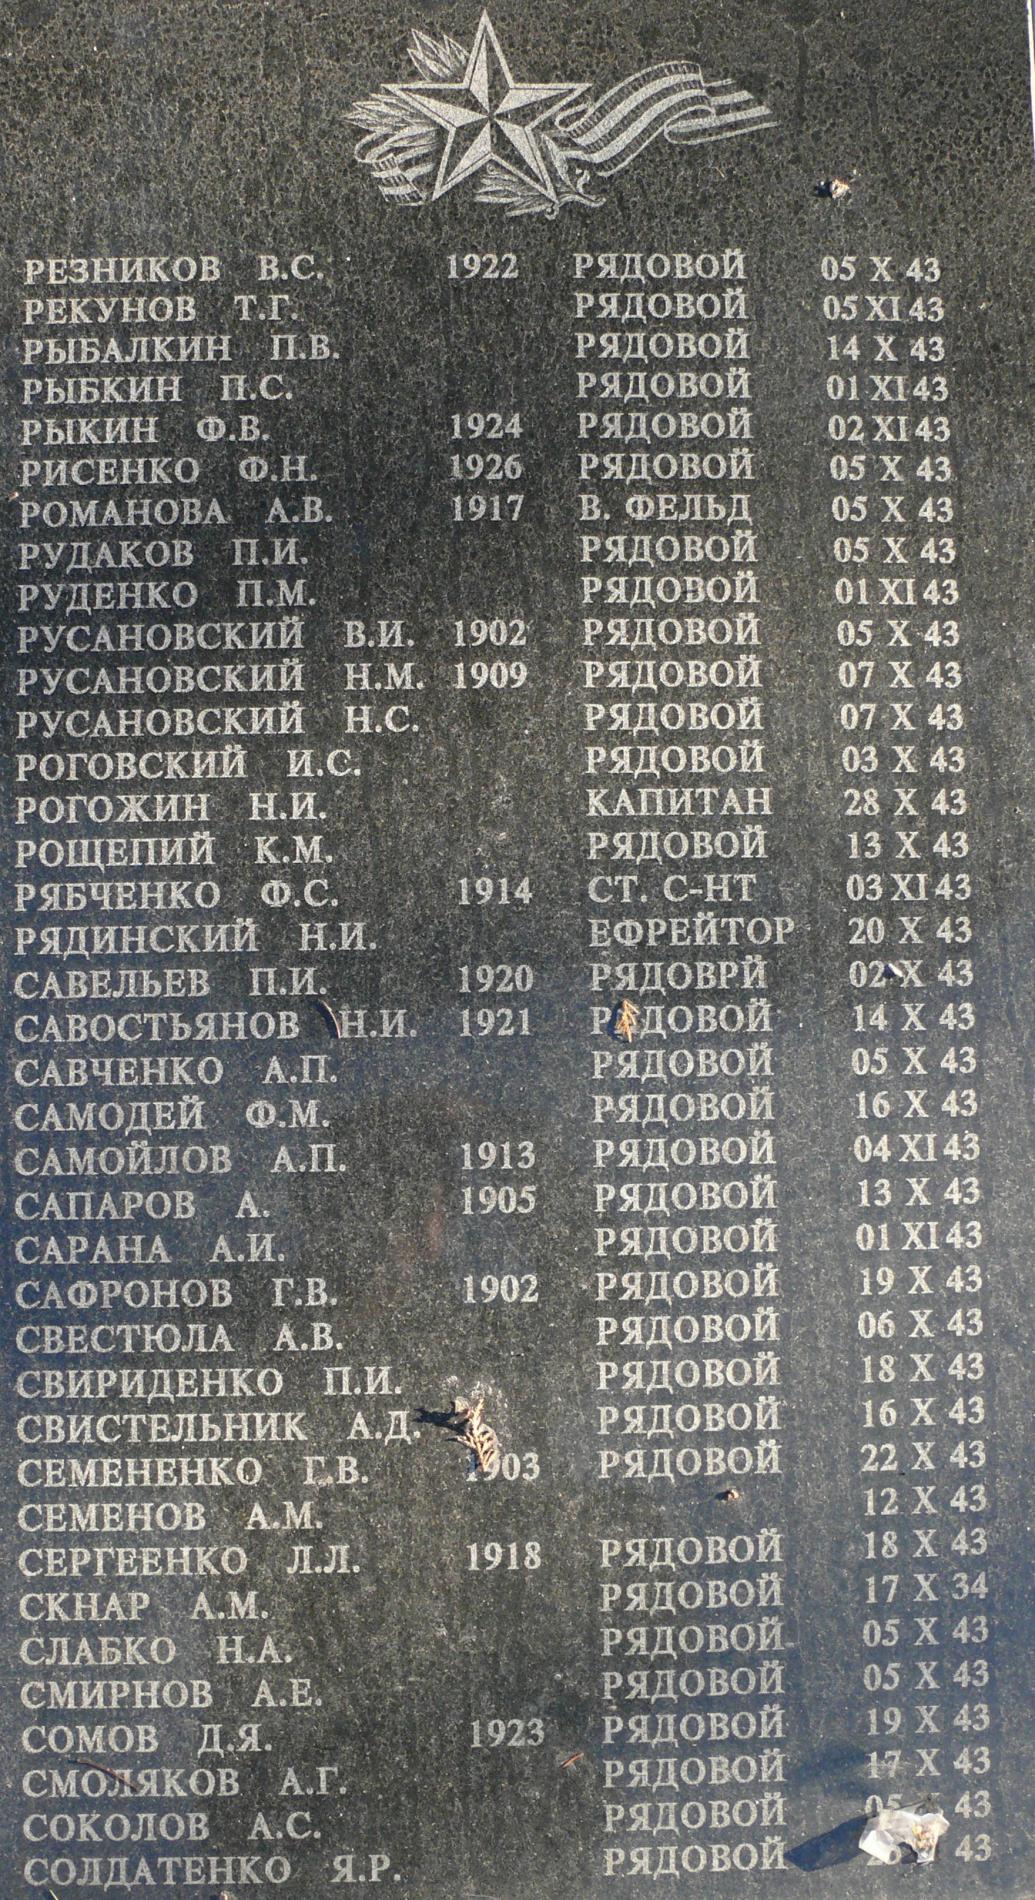 РЕЗНИКОВ В.С. 1922 РЯДОВОЙ 05 X 43
РЕКУНОВ Т.Г. РЯДОВОЙ 05 XI 43
РЫБАЛКИН П.В. РЯДОВОЙ 14 X 43
РЫБКИН П.С. РЯДОВОЙ 01 XI 43
РЫКИН Ф.В. 1924 РЯДОВОЙ 02 XI 43
РИСЕНКО Ф.Н. 1926 РЯДОВОЙ 05 X 43
РОМАНОВА А.В. 1917 В. ФЕЛЬД 05 X 43
РУДАКОВ П.И. РЯДОВОЙ 05 X 43
РУДЕНКО П.М. РЯДОВОЙ 01 XI 43
РУСАНОВСКИЙ В.И. 1902 РЯДОВОЙ 05 X 43
РУСАНОВСКИЙ Н.М. 1909 РЯДОВОЙ 07 X 43
РУСАНОВСКИЙ Н.С. РЯДОВОЙ 07 X 43
РОГОВСКИЙ И.С. РЯДОВОЙ 03 X 43
РОГОЖИН Н.И. КАПИТАН 28 X 43
РОЩЕПИЙ К.М. РЯДОВОЙ 13 X 43
РЯБЧЕНКО Ф.С. 1914 СТ. С-НТ 03 XI 43
РЯДИНСКИЙ Н.И. ЕФРЕЙТОР 20 X 43
САВЕЛЬЕВ П.И. 1920 РЯДОВРЙ 02 X 43
САВОСТЬЯНОВ Н.И. 1921 РЯДОВОЙ 14 X 43
САВЧЕНКО А.П. РЯДОВОЙ 05 X 43
САМОДЕЙ Ф.М. РЯДОВОЙ 16 X 43
САМОЙЛОВ А.П. 1913 РЯДОВОЙ 04 XI 43
САПАРОВ А. 1905 РЯДОВОЙ 13 X 43
САРАНА А.И. РЯДОВОЙ 01 XI 43
САФРОНОВ Г.В. 1902 РЯДОВОЙ 19 X 43
СВЕСТЮЛА А.В. РЯДОВОЙ 06 X 43
СВИРИДЕНКО П.И. РЯДОВОЙ 18 X 43
СВИСТЕЛЬНИК А.Д. РЯДОВОЙ 16 X 43
СЕМЕНЕНКО Г.В. 1903 РЯДОВОЙ 22 X 43
СЕМЕНОВ А.М. 12 X 43
СЕРГЕЕНКО Л.Л. 1918 РЯДОВОЙ 18 X 43
СКНАР А.М. РЯДОВОЙ 17 X 34
СЛАБКО Н.А. РЯДОВОЙ 05 X 43
СМИРНОВ А.Е. РЯДОВОЙ 05 X 43
СОМОВ Д.Я. 1923 РЯДОВОЙ 19 X 43
СМОЛЯКОВ А.Г. РЯДОВОЙ 17 X 43
СОКОЛОВ А.С. РЯДОВОЙ 05 X 43
СОЛДАТЕНКО Я.Р. РЯДОВОЙ 43